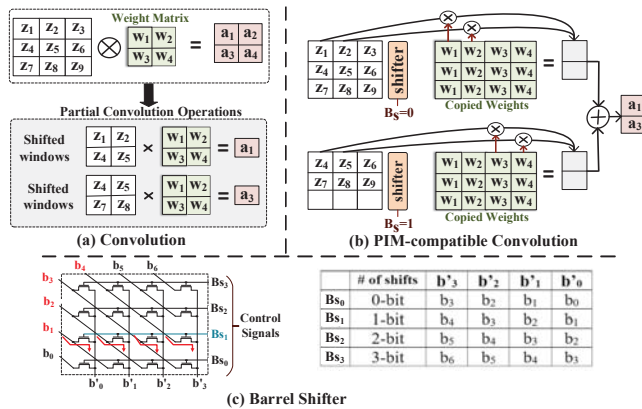 Weight Matrix
z1 z2 z3
z4 z5 z6
z7 z8 z9
w1 w2
w3 w4
=
a1 a2
a3 a4
Partial Convolution Operations
Shifted windows
z1 z2
z4 z5
×
w1 w2
w3 w4
=
a1
Shifted windows
z4 z5
z7 z8
×
w1 w2
w3 w4
=
a3
(a) Convolution
z1 z2 z3
z4 z5 z6
z7 z8 z9
shifter
w1 w2 w3 w4
w1 w2 w3 w4
w1 w2 w3 w4
=
Copied Weights
Bs=0
a1
a3
z4 z5 z6
z7 z8 z9
shifter
w1 w2 w3 w4
w1 w2 w3 w4
w1 w2 w3 w4
=
Copied Weights
Bs=1
(b) PIM-compatible Convolution
b4 b5 b6
b3
b2
b1
b0
Bs3
Bs2
Bs1
Bs0
Control Signals
b'0 b'1 b'2 b'3
# of shifts b'3 b'2 b'1 b'0
Bs0 0-bit b3 b2 b1 b0
Bs1 1-bit b4 b3 b2 b1
Bs2 2-bit b5 b4 b3 b2
Bs3 3-bit b6 b5 b4 b3
(c) Barrel Shifter